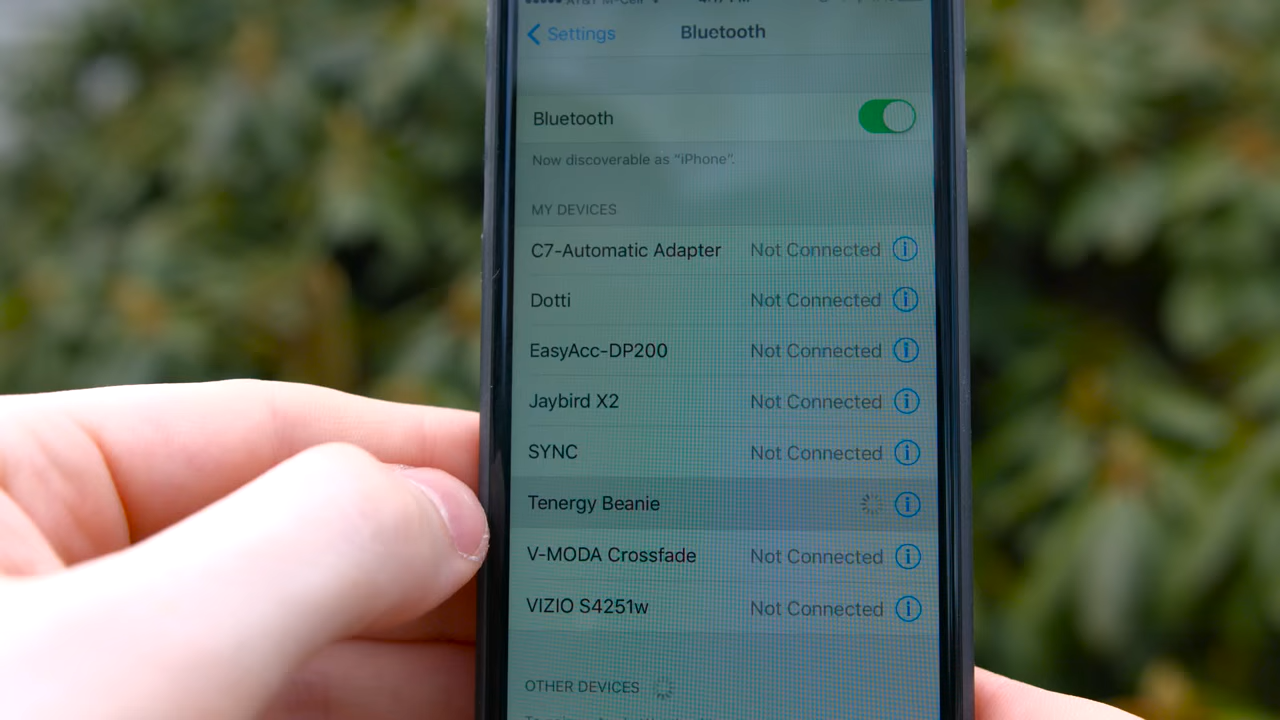 Settings Bluetooth
Bluetooth
Now discoverable as “iPhone”.
MY DEVICES
C7-Automatic Adapter Not Connected
Dotti Not Connected
EasyAcc-DP200 Not Connected
Jaybird X2 Not Connected
SYNC Not Connected
Tenergy Beanie
V-MODA Crossfade Not Connected
VIZIO S4251w Not Connected
OTHER DEVICES